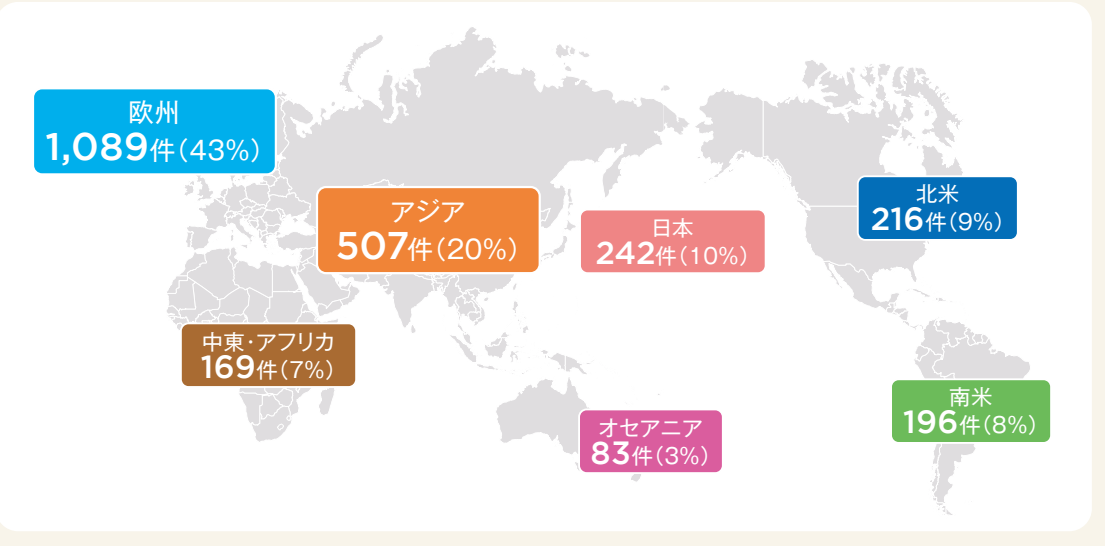 欧州
1,089件(43%)
アジア
507件(20%)
日本
242件(10%)
北米
216件(9%)
中東・アフリカ
169件(7%)
オセアニア
83件(3%)
南米
196件(8%)